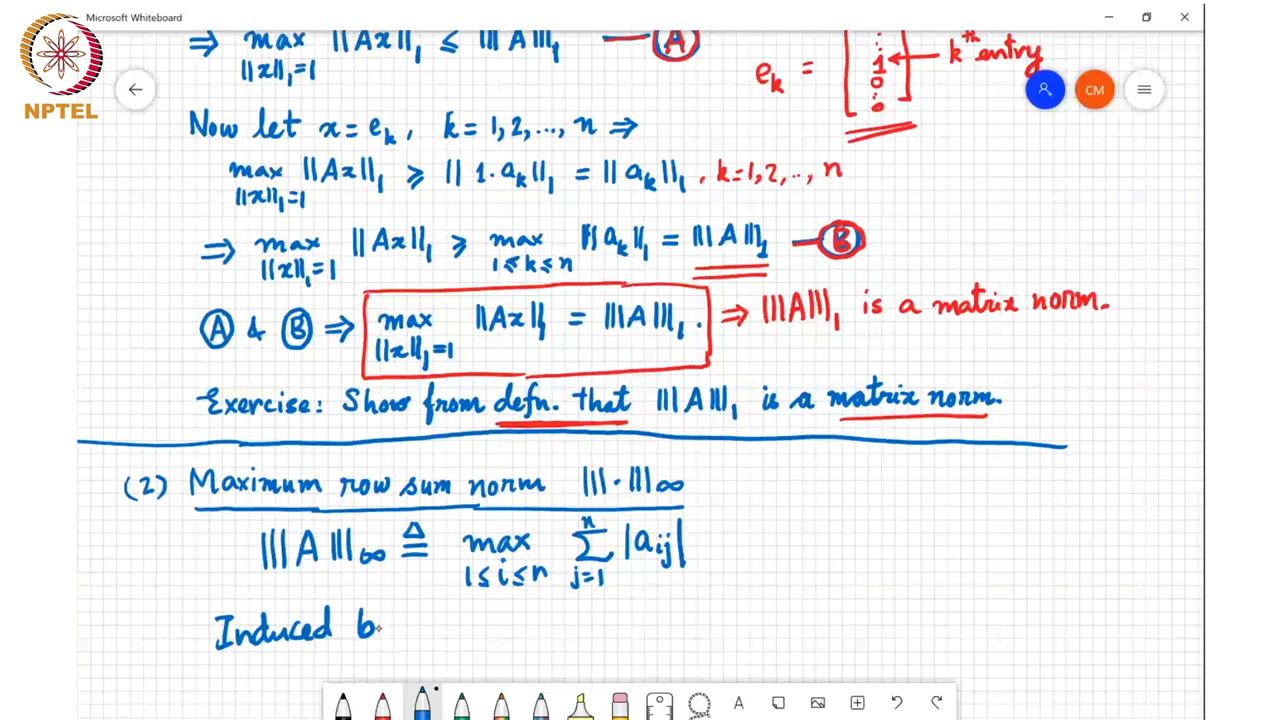 Microsoft Whiteboard
⇒ max ||Ax||₁ ≤ |||A|||₁ — Ⓐ
||x||₁=1
eₖ = [ : 1 0 : 0 ] ← kᵗʰ entry
NPTEL
CM
Now let x = eₖ, k = 1, 2, ..., n ⇒
max ||Ax||₁ ⩾ ||1·aₖ||₁ = ||aₖ||₁, k=1,2,.., n
||x||₁=1
⇒ max ||Ax||₁ ⩾ max ||aₖ||₁ = |||A|||₁ — Ⓑ
||x||₁=1 1≤k≤n
Ⓐ & Ⓑ ⇒ max ||Ax||₁ = |||A|||₁. ⇒ |||A|||₁ is a matrix norm.
||x||₁=1
Exercise: Show from defn. that |||A|||₁ is a matrix norm.
(2) Maximum row sum norm |||·|||∞
|||A|||∞ ≜ max Σ |aᵢⱼ|
1≤i≤n j=1 n
Induced b
A